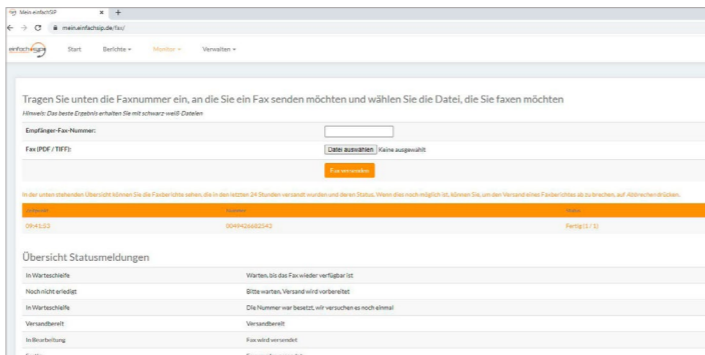 Mein.einfachSIP
mein.einfachsip.de/fax/
Start Berichte Monitor Verwalten
Tragen Sie unten die Faxnummer ein, an die Sie ein Fax senden möchten und wählen Sie die Datei, die Sie faxen möchten
Hinweis: Das beste Ergebnis erhalten Sie mit schwarz-weiß Dateien
Empfänger-Fax-Nummer:
Fax (PDF / TIFF): Datei auswählen Keine ausgewählt
Fax versenden
In der unten stehenden Übersicht können Sie die Faxberichte sehen, die in den letzten 24 Stunden versandt wurden und deren Status. Wenn dies noch möglich ist, können Sie, um den Versand eines Faxberichtes ab zu brechen, auf Abbrechen drücken.
Status
09:41:53 Fertig (1 / 1)
Übersicht Statusmeldungen
In Warteschleife Warten, bis das Fax wieder verfügbar ist
Noch nicht erledigt Bitte warten, Versand wird vorbereitet
In Warteschleife Die Nummer war besetzt, wir versuchen es noch einmal
Versandbereit Versandbereit
In Bearbeitung Fax wird versendet